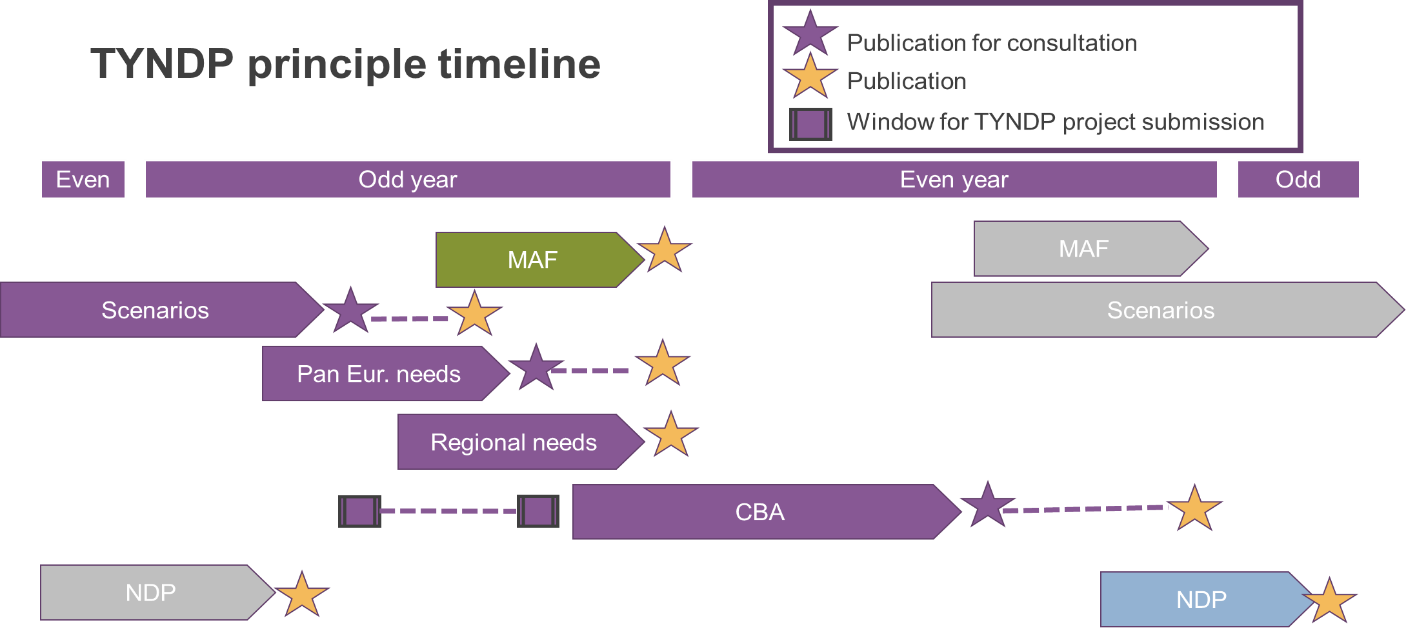 TYNDP principle timeline
Publication for consultation
Publication
Window for TYNDP project submission
Even
Odd year
Even year
Odd
MAF
MAF
Scenarios
Scenarios
Pan Eur. needs
Regional needs
CBA
NDP
NDP